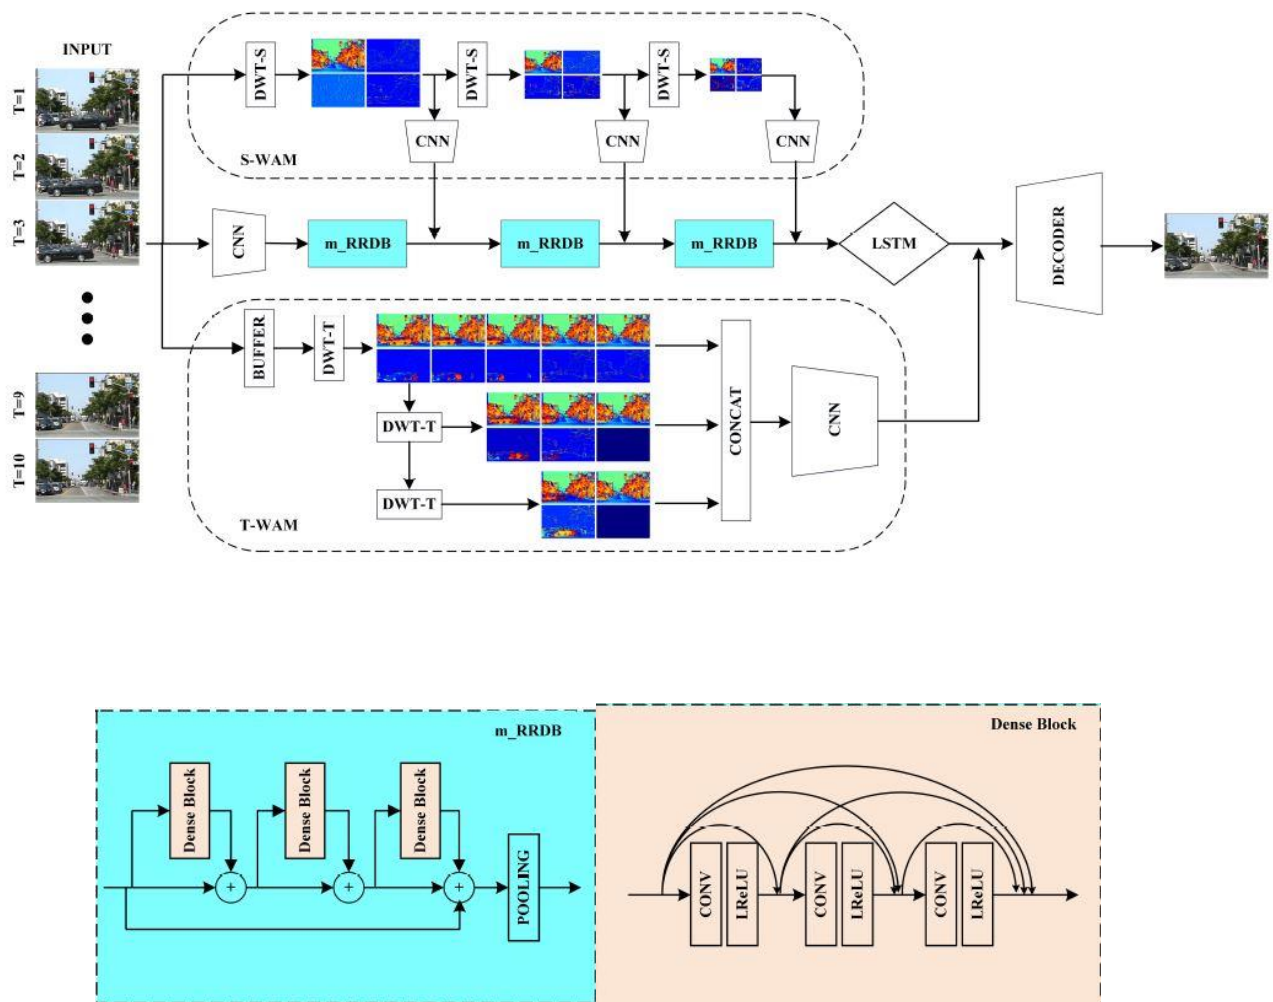 INPUT
T=1
T=2
T=3
T=9
T=10
DWT-S
DWT-S
DWT-S
CNN
CNN
CNN
S-WAM
CNN
m_RRDB
m_RRDB
m_RRDB
LSTM
DECODER
BUFFER
DWT-T
DWT-T
DWT-T
CONCAT
CNN
T-WAM
m_RRDB
Dense Block
Dense Block
Dense Block
+
+
+
POOLING
Dense Block
CONV
LReLU
CONV
LReLU
CONV
LReLU